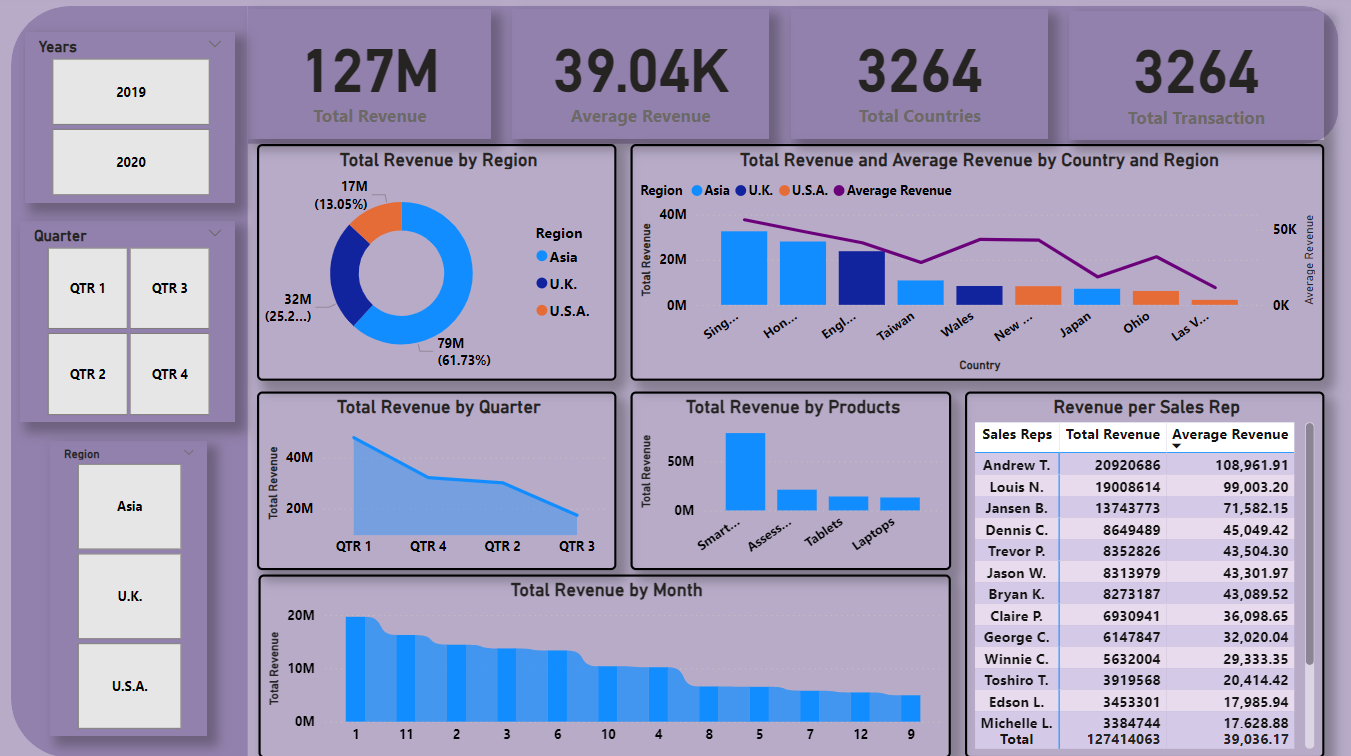 Years
2019
2020
Quarter
QTR 1
QTR 3
QTR 2
QTR 4
Region
Asia
U.K.
U.S.A.
127M
Total Revenue
39.04K
Average Revenue
3264
Total Countries
3264
Total Transaction
Total Revenue by Region
17M
(13.05%)
32M
(25.2...)
79M
(61.73%)
Region
Asia
U.K.
U.S.A.
Total Revenue and Average Revenue by Country and Region
Region Asia U.K. U.S.A. Average Revenue
Total Revenue
40M
20M
0M
50K
0K
Average Revenue
Sing...
Hon...
Engl...
Taiwan
Wales
New ...
Japan
Ohio
Las V...
Country
Total Revenue by Quarter
Total Revenue
40M
20M
QTR 1 QTR 4 QTR 2 QTR 3
Total Revenue by Products
Total Revenue
50M
0M
Smart...
Assess...
Tablets
Laptops
Revenue per Sales Rep
Sales Reps Total Revenue Average Revenue
Andrew T. 20920686 108,961.91
Louis N. 19008614 99,003.20
Jansen B. 13743773 71,582.15
Dennis C. 8649489 45,049.42
Trevor P. 8352826 43,504.30
Jason W. 8313979 43,301.97
Bryan K. 8273187 43,089.52
Claire P. 6930941 36,098.65
George C. 6147847 32,020.04
Winnie C. 5632004 29,333.35
Toshiro T. 3919568 20,414.42
Edson L. 3453301 17,985.94
Michelle L. 3384744 17,628.88
Total 127414063 39,036.17
Total Revenue by Month
Total Revenue
20M
10M
0M
1 11 2 3 6 10 4 8 5 7 12 9